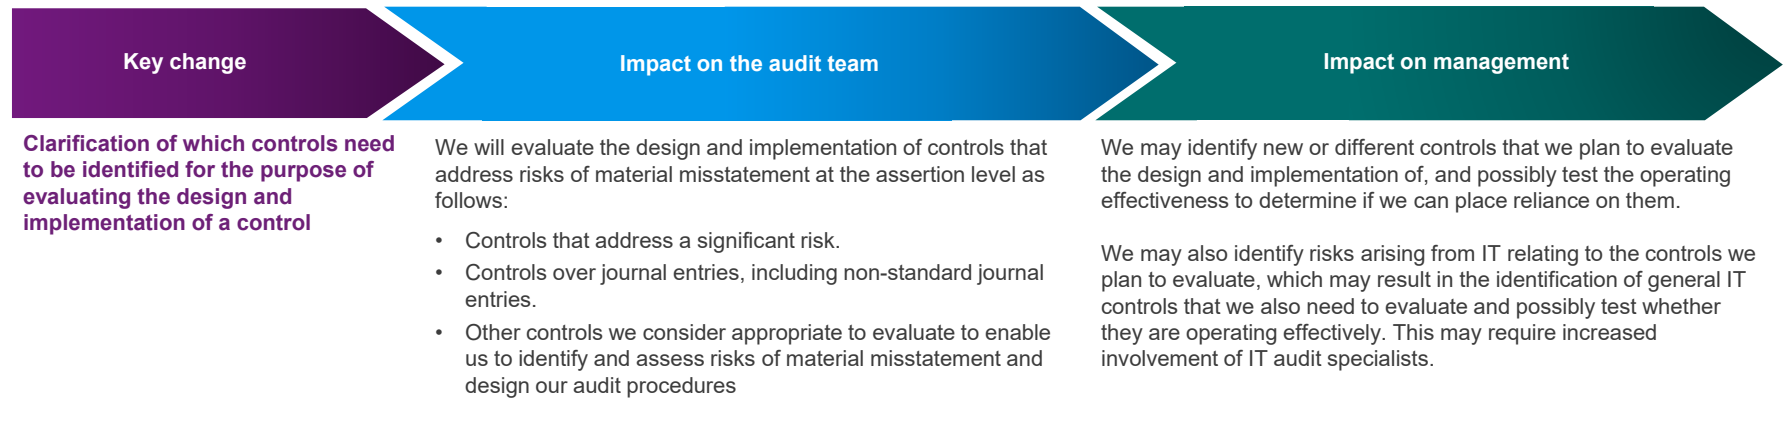 Key change
Impact on the audit team
Impact on management
Clarification of which controls need
to be identified for the purpose of
evaluating the design and
implementation of a control
We will evaluate the design and implementation of controls that
address risks of material misstatement at the assertion level as
follows:
• Controls that address a significant risk.
• Controls over journal entries, including non-standard journal
entries.
• Other controls we consider appropriate to evaluate to enable
us to identify and assess risks of material misstatement and
design our audit procedures
We may identify new or different controls that we plan to evaluate
the design and implementation of, and possibly test the operating
effectiveness to determine if we can place reliance on them.
We may also identify risks arising from IT relating to the controls we
plan to evaluate, which may result in the identification of general IT
controls that we also need to evaluate and possibly test whether
they are operating effectively. This may require increased
involvement of IT audit specialists.